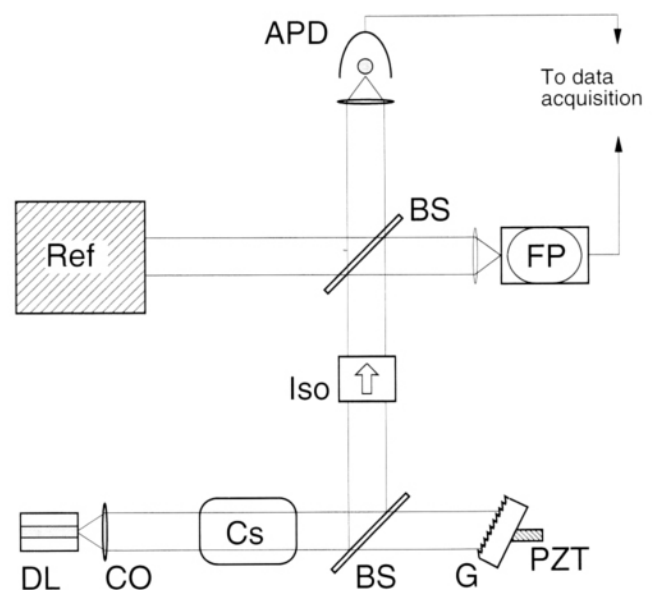 APD
To data
acquisition
BS
Ref
FP
Iso
Cs
DL
CO
BS
G
PZT